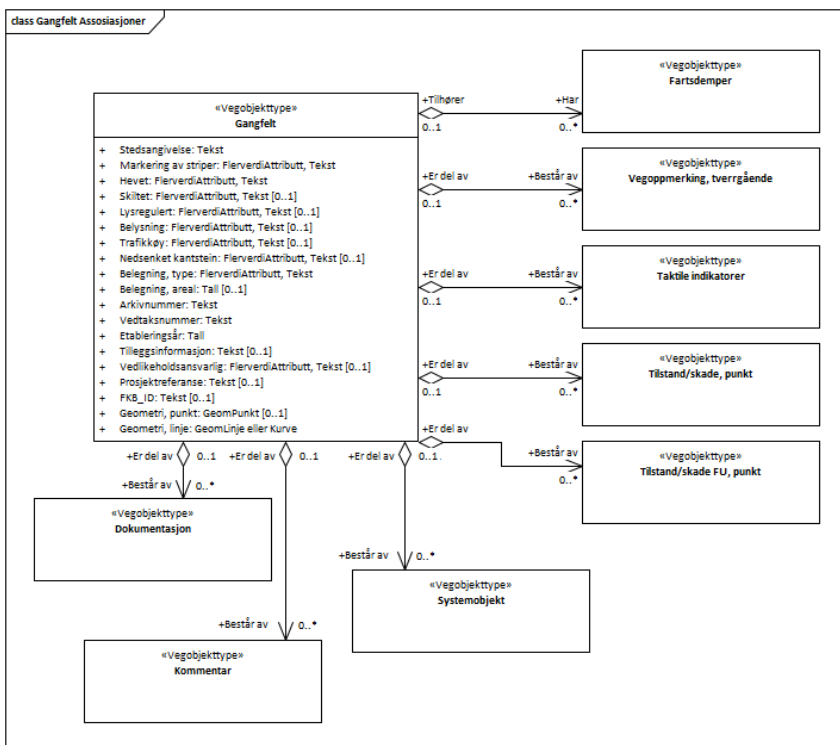 class Gangfelt Assosiasjoner
«Vegobjekttype»
Gangfelt
+ Stedsangivelse: Tekst
+ Markering av striper: FlerverdiAttributt, Tekst
+ Hevet: FlerverdiAttributt, Tekst
+ Skiltet: FlerverdiAttributt, Tekst [0..1]
+ Lysregulert: FlerverdiAttributt, Tekst [0..1]
+ Belysning: FlerverdiAttributt, Tekst [0..1]
+ Trafikkøy: FlerverdiAttributt, Tekst [0..1]
+ Nedsenket kantstein: FlerverdiAttributt, Tekst [0..1]
+ Belegning, type: FlerverdiAttributt, Tekst
+ Belegning, areal: Tall [0..1]
+ Arkivnummer: Tekst
+ Vedtaksnummer: Tekst
+ Etableringsår: Tall
+ Tilleggsinformasjon: Tekst [0..1]
+ Vedlikeholdsansvarlig: FlerverdiAttributt, Tekst [0..1]
+ Prosjektreferanse: Tekst [0..1]
+ FKB_ID: Tekst [0..1]
+ Geometri, punkt: GeomPunkt [0..1]
+ Geometri, linje: GeomLinje eller Kurve
+Tilhører +Har
0..1 0..*
«Vegobjekttype»
Fartsdemper
+Er del av +Består av
0..1 0..*
«Vegobjekttype»
Vegoppmerking, tverrgående
+Er del av +Består av
0..1 0..*
«Vegobjekttype»
Taktile indikatorer
+Er del av +Består av
0..1 0..*
«Vegobjekttype»
Tilstand/skade, punkt
+Er del av +Består av
0..1 0..*
«Vegobjekttype»
Tilstand/skade FU, punkt
+Er del av 0..1 +Er del av 0..1 +Er del av
+Består av 0..*
«Vegobjekttype»
Dokumentasjon
+Består av 0..*
«Vegobjekttype»
Systemobjekt
+Består av 0..*
«Vegobjekttype»
Kommentar